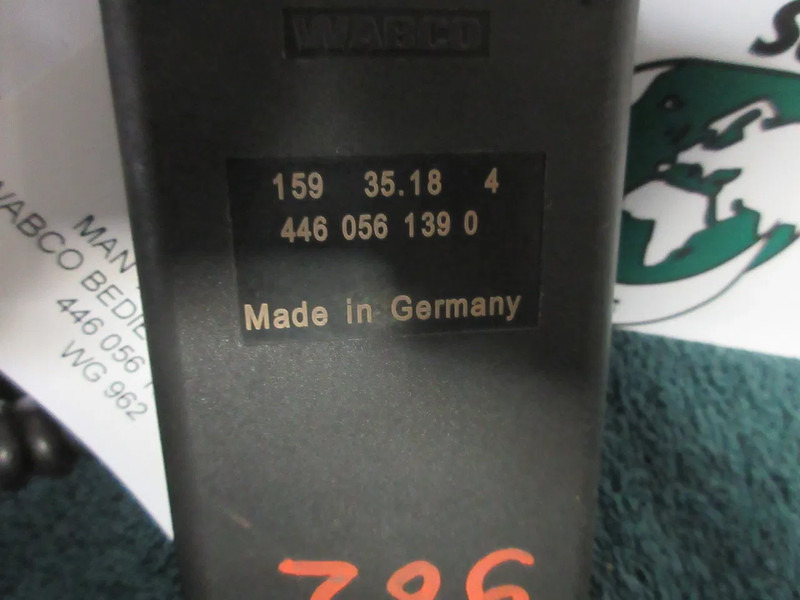 WABCO
159 35.18 4
446 056 139 0
Made in Germany
MAN
WABCO BEDIE
446 056 1
WG 962